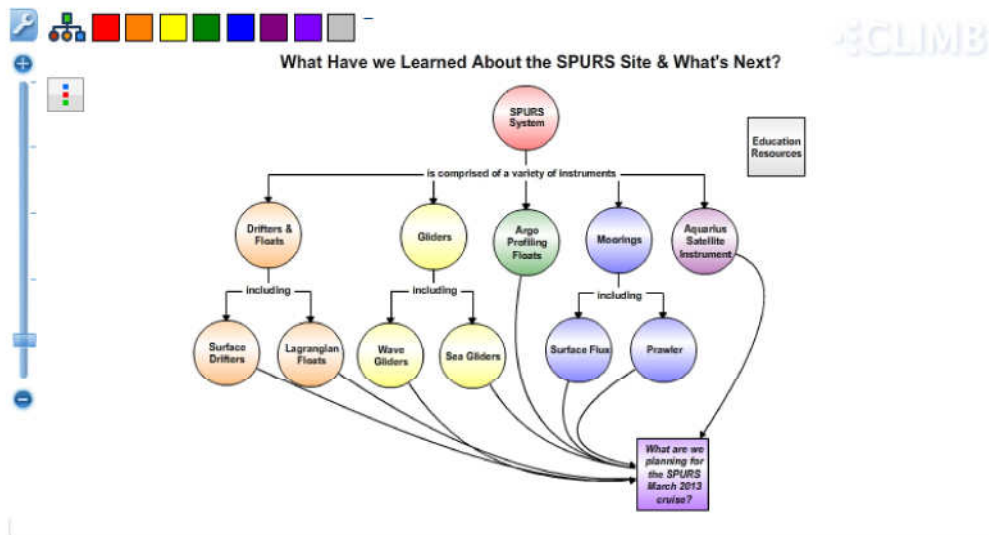 CLIMB
What Have we Learned About the SPURS Site & What's Next?
SPURS
System
Education
Resources
is comprised of a variety of instruments
Drifters &
Floats
Gliders
Argo
Profiling
Floats
Moorings
Aquarius
Satellite
Instrument
including
including
including
Surface
Drifters
Lagrangian
Floats
Wave
Gliders
Sea Gliders
Surface Flux
Prawler
What are we
planning for
the SPURS
March 2013
cruise?